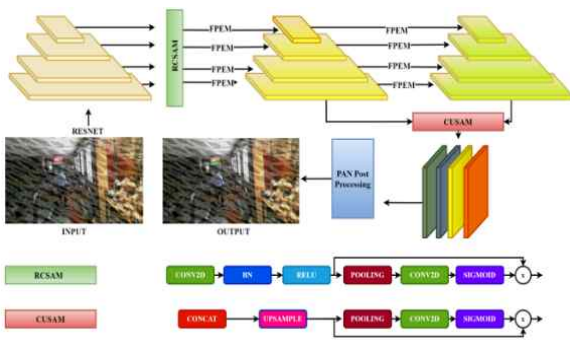 FPEM
FPEM
FPEM
FPEM
FPEM
FPEM
FPEM
FPEM
RCSAM
CUSAM
RESNET
PAN Post
Processing
INPUT
OUTPUT
RCSAM
CONV2D
BN
RELU
POOLING
CONV2D
SIGMOID
x
CUSAM
CONCAT
UPSAMPLE
POOLING
CONV2D
SIGMOID
x